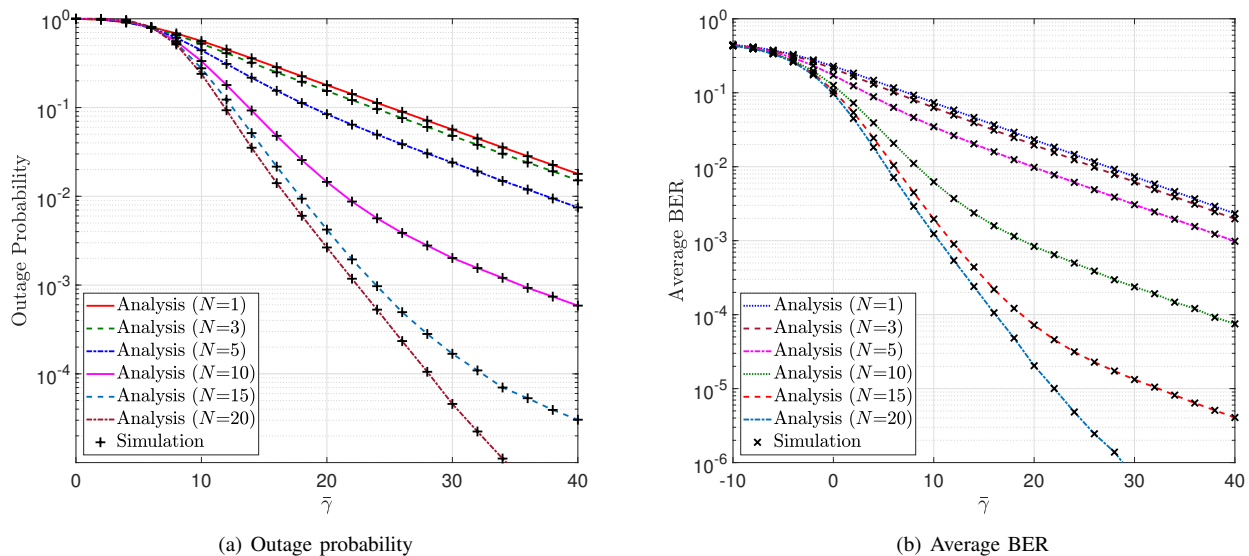 10^0
10^-1
10^-2
10^-3
10^-4
Outage Probability
Analysis (N=1)
Analysis (N=3)
Analysis (N=5)
Analysis (N=10)
Analysis (N=15)
Analysis (N=20)
Simulation
0 10 20 30 40
γ̄
(a) Outage probability
10^0
10^-1
10^-2
10^-3
10^-4
10^-5
10^-6
Average BER
Analysis (N=1)
Analysis (N=3)
Analysis (N=5)
Analysis (N=10)
Analysis (N=15)
Analysis (N=20)
Simulation
-10 0 10 20 30 40
γ̄
(b) Average BER